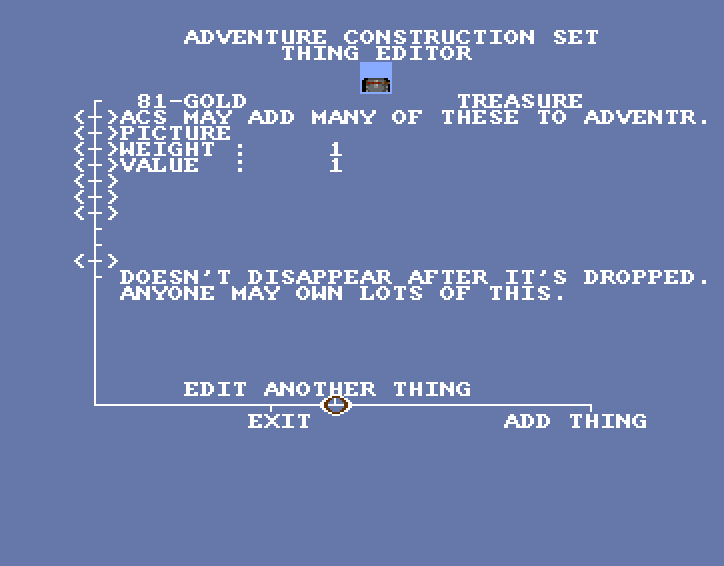 ADVENTURE CONSTRUCTION SET
THING EDITOR
81-GOLD TREASURE
<+>ACS MAY ADD MANY OF THESE TO ADVENTR.
<+>PICTURE
<+>WEIGHT : 1
<+>VALUE : 1
<+>
<+>
<+>
<+>
DOESN'T DISAPPEAR AFTER IT'S DROPPED.
ANYONE MAY OWN LOTS OF THIS.
EDIT ANOTHER THING
EXIT ADD THING